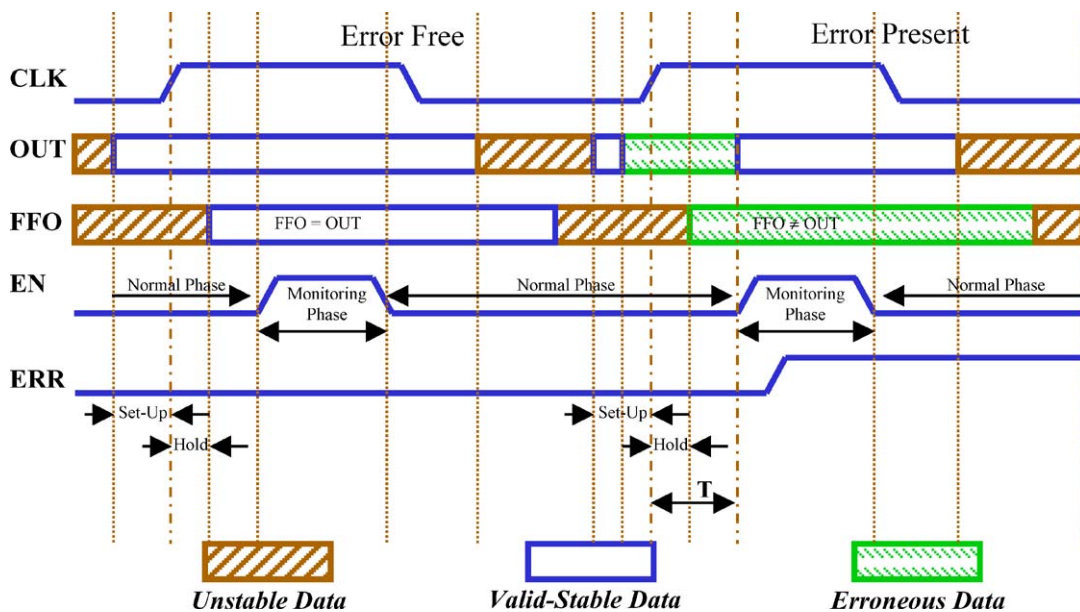 Error Free
Error Present
CLK
OUT
FFO
FFO = OUT
FFO ≠ OUT
EN
Normal Phase
Monitoring
Phase
Normal Phase
Monitoring
Phase
Normal Phase
ERR
Set-Up
Set-Up
Hold
Hold
T
Unstable Data
Valid-Stable Data
Erroneous Data